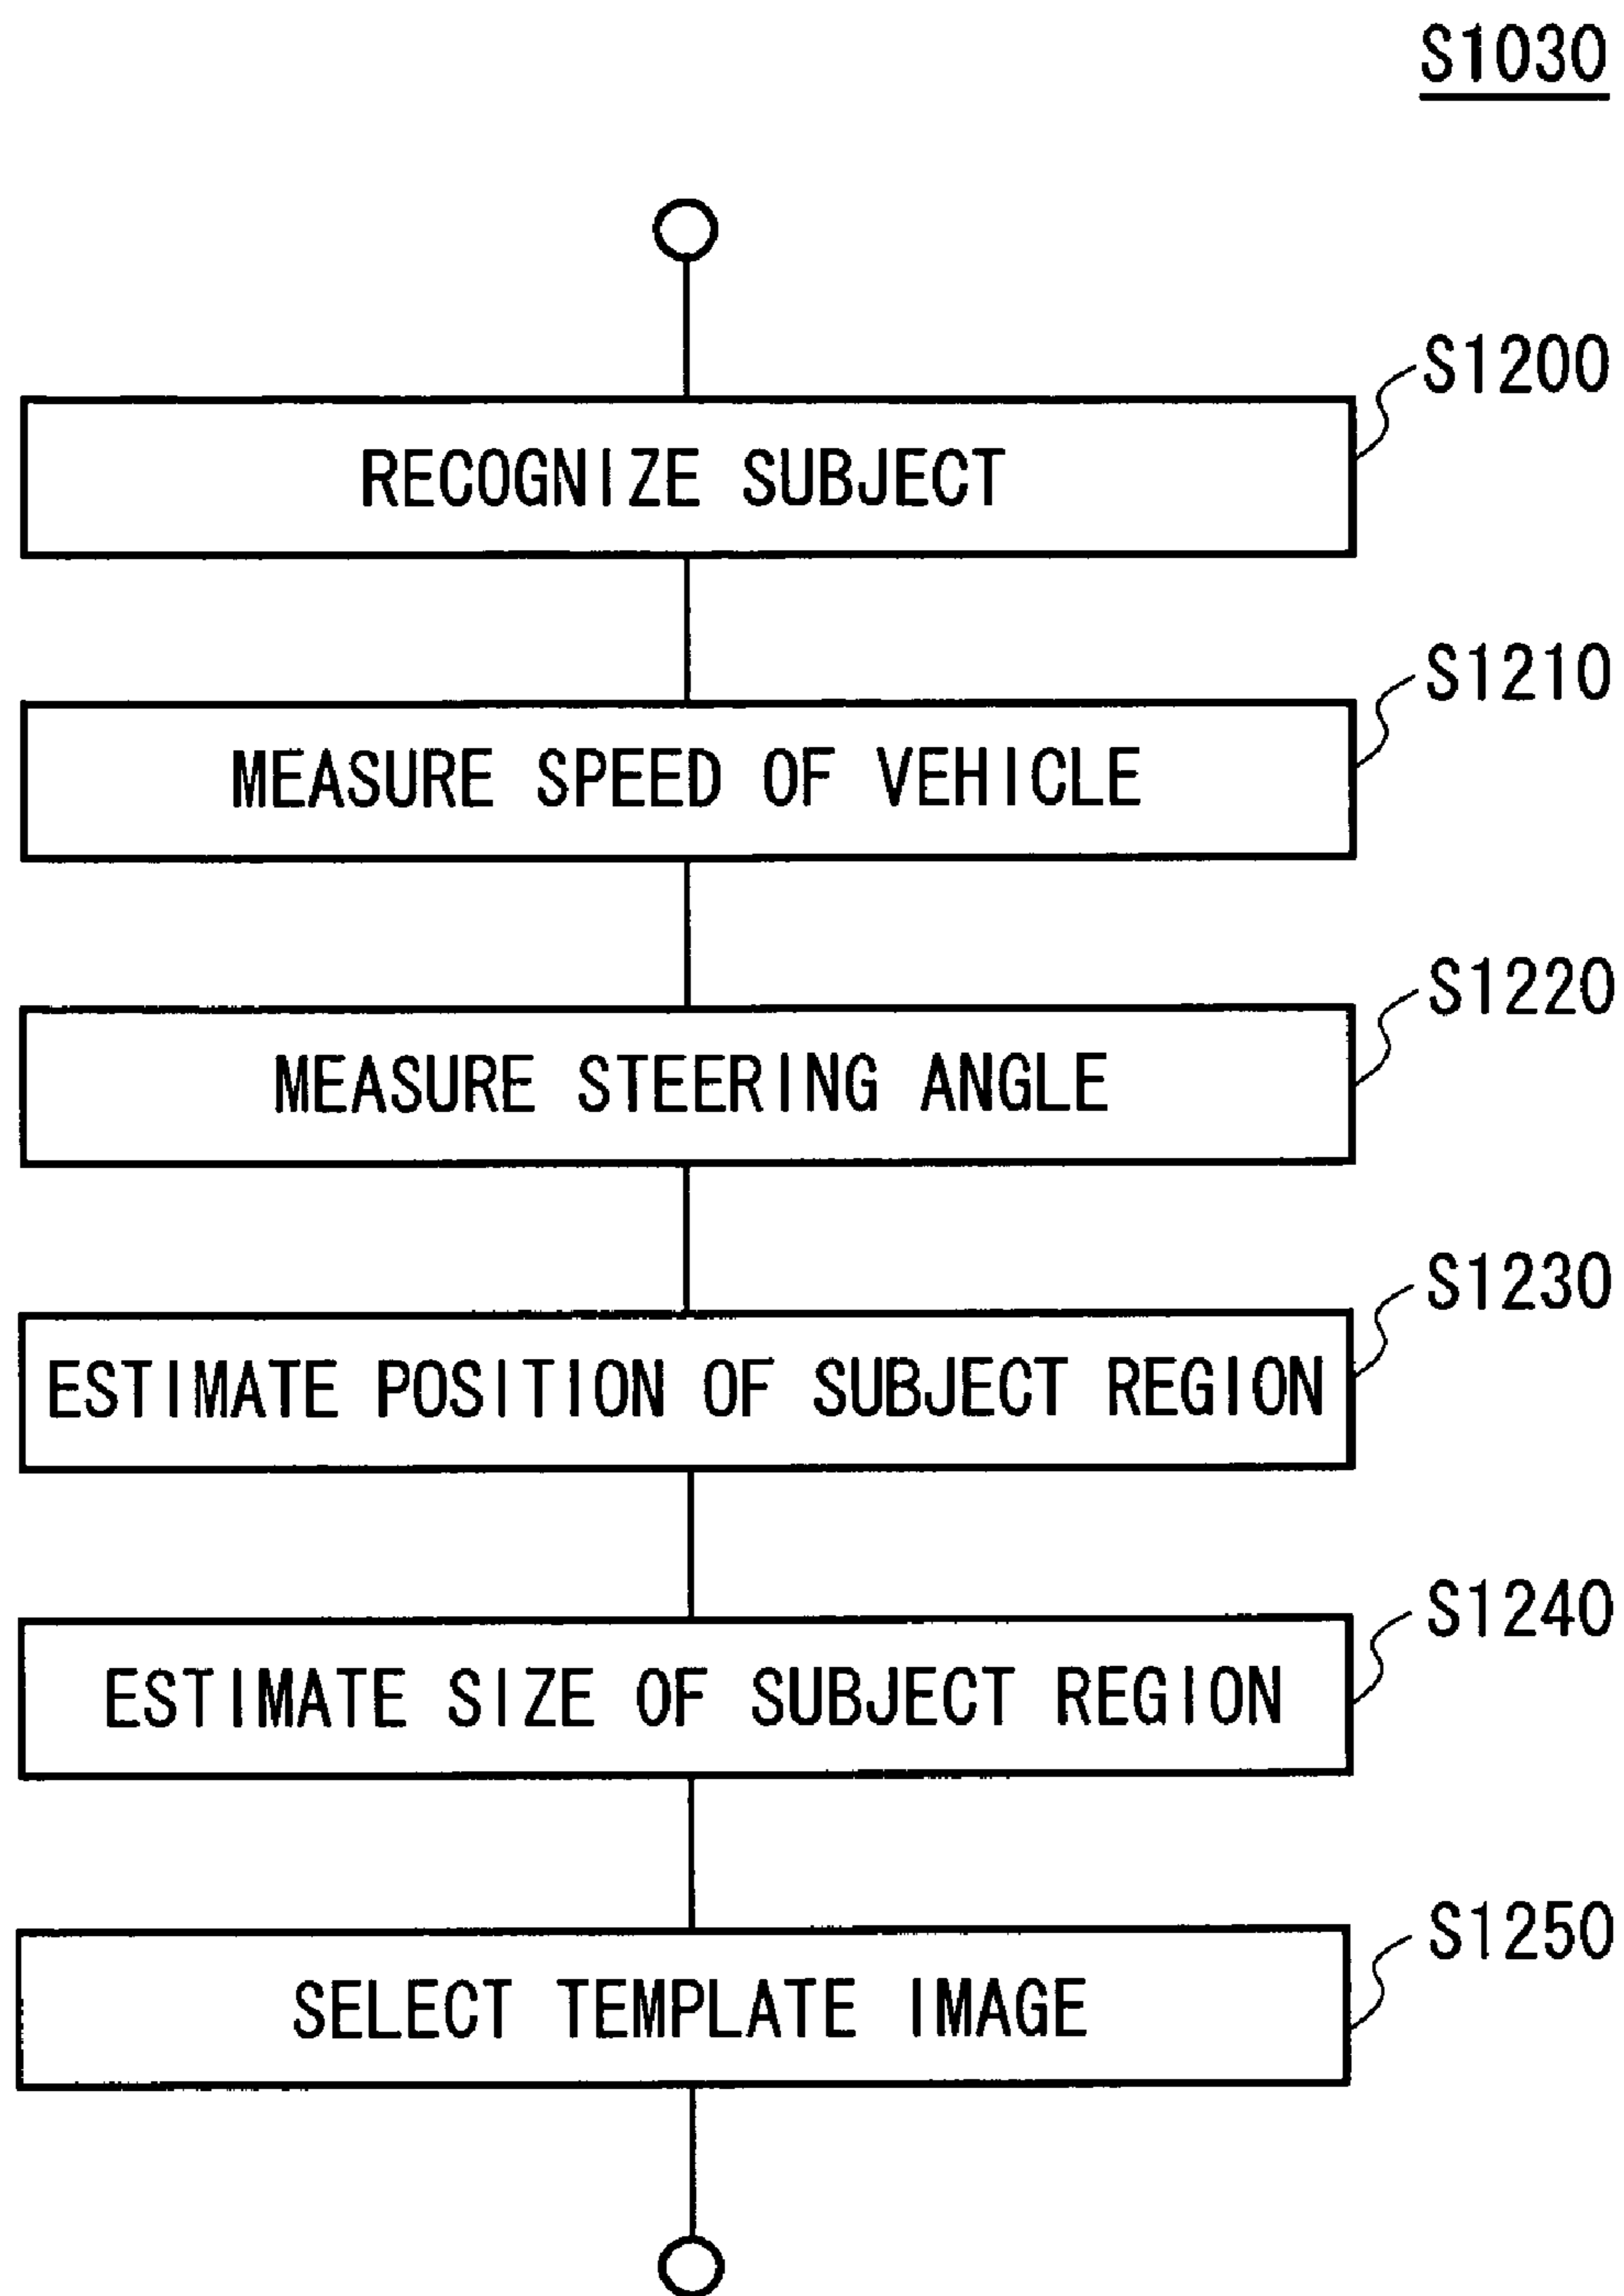 S1030
S1200
RECOGNIZE SUBJECT
S1210
MEASURE SPEED OF VEHICLE
S1220
MEASURE STEERING ANGLE
S1230
ESTIMATE POSITION OF SUBJECT REGION
S1240
ESTIMATE SIZE OF SUBJECT REGION
S1250
SELECT TEMPLATE IMAGE